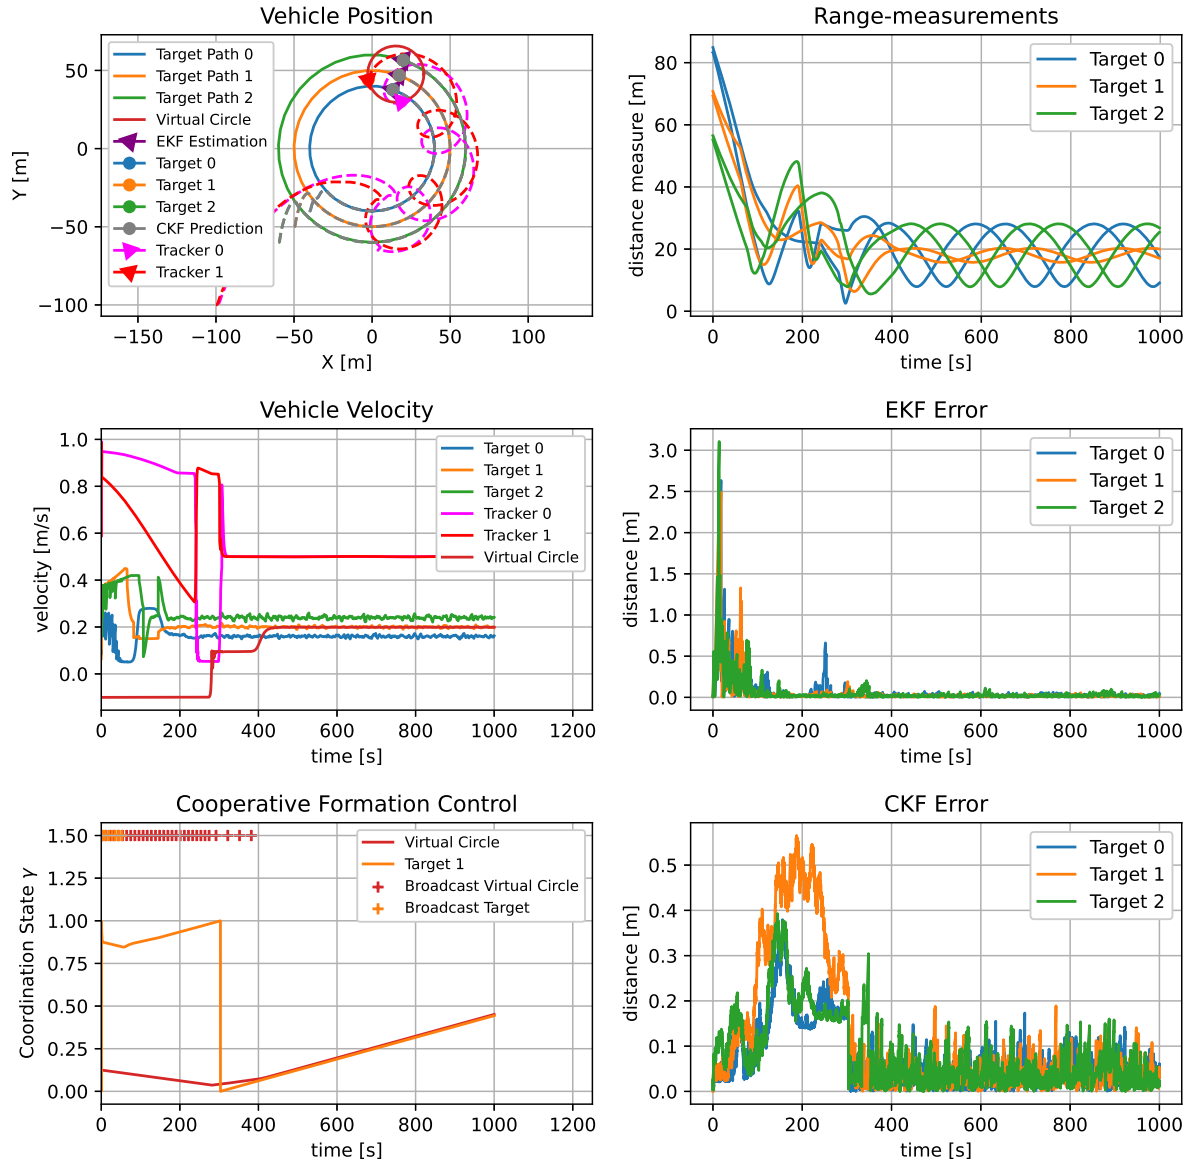 Vehicle Position
Y [m]
50
0
−50
−100
Target Path 0
Target Path 1
Target Path 2
Virtual Circle
EKF Estimation
Target 0
Target 1
Target 2
CKF Prediction
Tracker 0
Tracker 1
−150 −100 −50 0 50 100
X [m]
Range-measurements
distance measure [m]
80
60
40
20
0
Target 0
Target 1
Target 2
0 200 400 600 800 1000
time [s]
Vehicle Velocity
velocity [m/s]
1.0
0.8
0.6
0.4
0.2
0.0
Target 0
Target 1
Target 2
Tracker 0
Tracker 1
Virtual Circle
0 200 400 600 800 1000 1200
time [s]
EKF Error
distance [m]
3.0
2.5
2.0
1.5
1.0
0.5
0.0
Target 0
Target 1
Target 2
0 200 400 600 800 1000
time [s]
Cooperative Formation Control
Coordination State γ
1.50
1.25
1.00
0.75
0.50
0.25
0.00
Virtual Circle
Target 1
Broadcast Virtual Circle
Broadcast Target
0 200 400 600 800 1000 1200
time [s]
CKF Error
distance [m]
0.5
0.4
0.3
0.2
0.1
0.0
Target 0
Target 1
Target 2
0 200 400 600 800 1000
time [s]